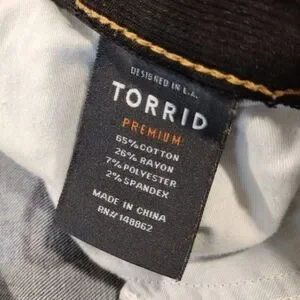 DESIGNED IN L.A.
TORRID
PREMIUM
65% COTTON
26% RAYON
7% POLYESTER
2% SPANDEX
MADE IN CHINA
RN# 148862